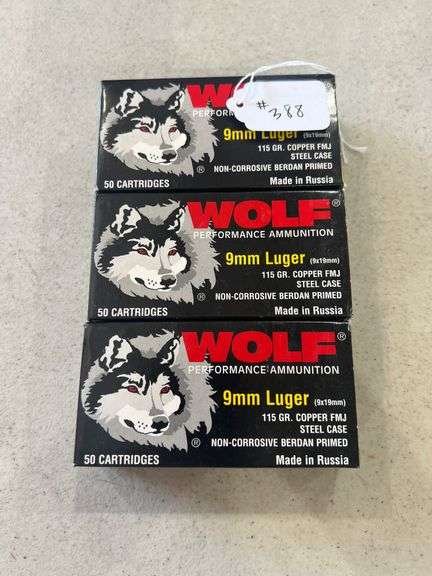 WOLF
PERFORM
# 388
9mm Luger (9x19mm)
115 GR. COPPER FMJ
STEEL CASE
® NON-CORROSIVE BERDAN PRIMED
50 CARTRIDGES Made in Russia
WOLF®
PERFORMANCE AMMUNITION
9mm Luger (9x19mm)
115 GR. COPPER FMJ
STEEL CASE
® NON-CORROSIVE BERDAN PRIMED
50 CARTRIDGES Made in Russia
WOLF®
PERFORMANCE AMMUNITION
9mm Luger (9x19mm)
115 GR. COPPER FMJ
STEEL CASE
® NON-CORROSIVE BERDAN PRIMED
50 CARTRIDGES Made in Russia